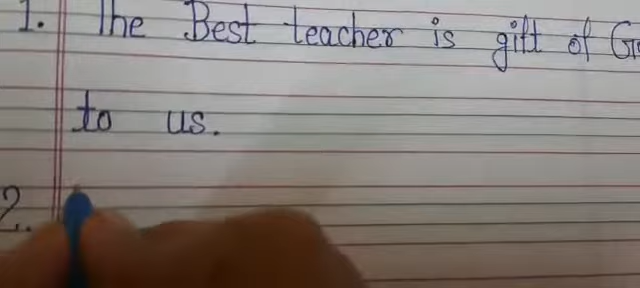 1. The Best teacher is gift of
to us.
2.